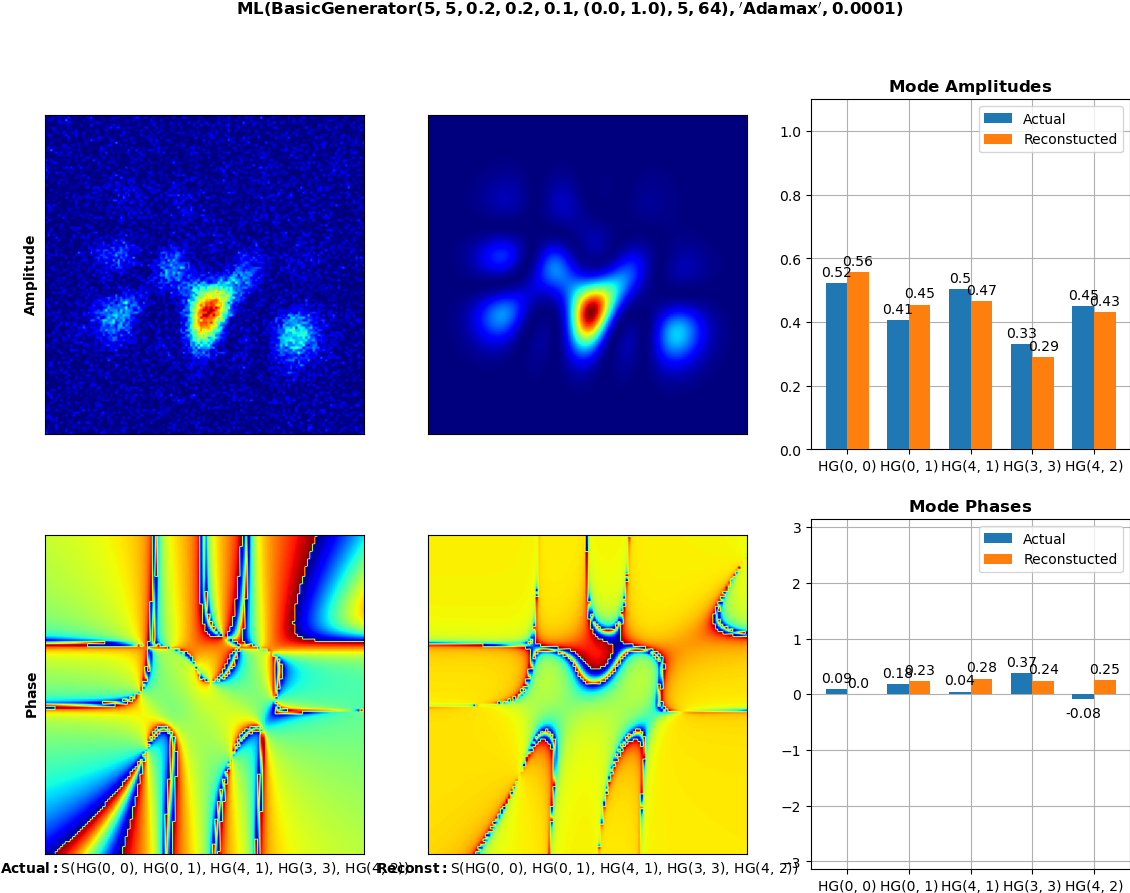 ML(BasicGenerator(5, 5, 0.2, 0.2, 0.1, (0.0, 1.0), 5, 64), 'Adamax', 0.0001)
Amplitude
Mode Amplitudes
Actual
Reconstucted
1.0
0.8
0.6
0.4
0.2
0.0
0.52
0.56
0.41
0.45
0.5
0.47
0.33
0.29
0.45
0.43
HG(0, 0) HG(0, 1) HG(4, 1) HG(3, 3) HG(4, 2)
Phase
Mode Phases
Actual
Reconstucted
3
2
1
0
−1
−2
−3
0.09
0.0
0.18
0.23
0.04
0.28
0.37
0.24
-0.08
0.25
HG(0, 0) HG(0, 1) HG(4, 1) HG(3, 3) HG(4, 2)
Actual: S(HG(0, 0), HG(0, 1), HG(4, 1), HG(3, 3), HG(4, 2))
Reconst: S(HG(0, 0), HG(0, 1), HG(4, 1), HG(3, 3), HG(4, 2))